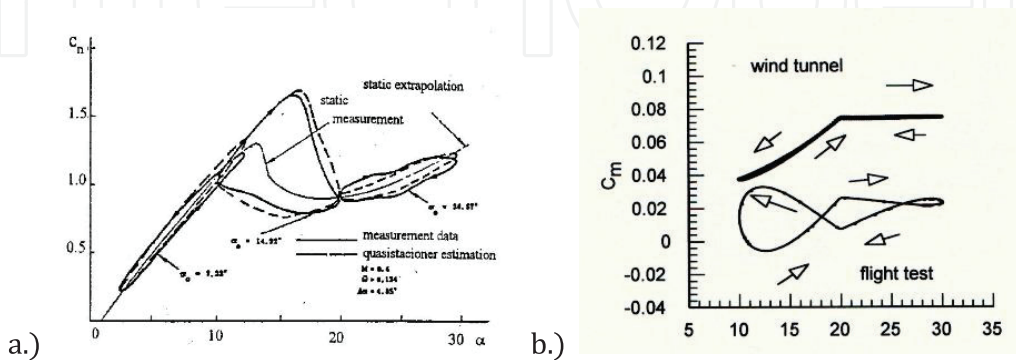 Cn
static extrapolation
static
measurement
1.5
1.0
0.5
measurement data
quasistacioner estimation
0
10
20
30
α
a.)
0.12
0.1
0.08
0.06
0.04
0.02
0
-0.02
-0.04
Cm
wind tunnel
flight test
5
10
15
20
25
30
35
b.)